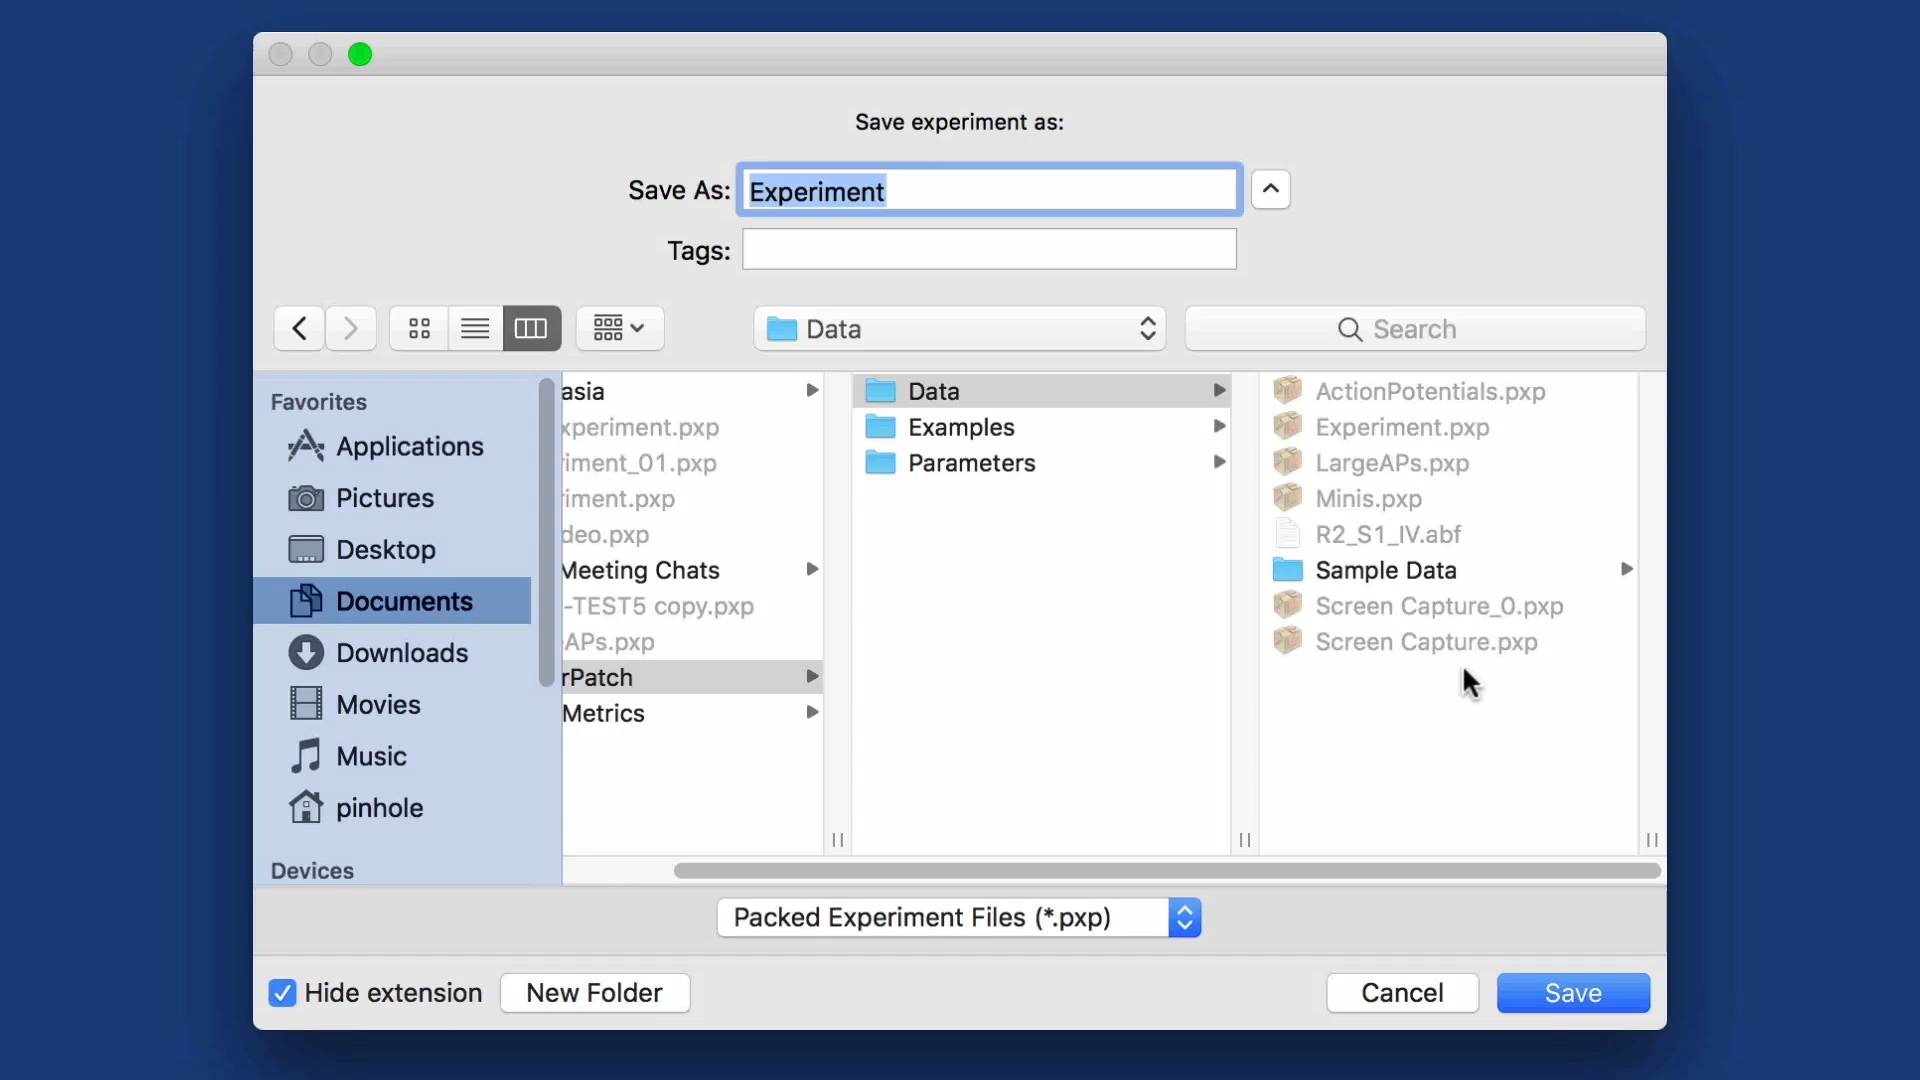 Save experiment as:
Save As: Experiment
Tags:
Data
Search
Favorites
Applications
Pictures
Desktop
Documents
Downloads
Movies
Music
pinhole
Devices
asia
xperiment.pxp
riment_01.pxp
riment.pxp
deo.pxp
Meeting Chats
-TEST5 copy.pxp
APs.pxp
rPatch
Metrics
Data
Examples
Parameters
ActionPotentials.pxp
Experiment.pxp
LargeAPs.pxp
Minis.pxp
R2_S1_IV.abf
Sample Data
Screen Capture_0.pxp
Screen Capture.pxp
Packed Experiment Files (*.pxp)
Hide extension
New Folder
Cancel
Save